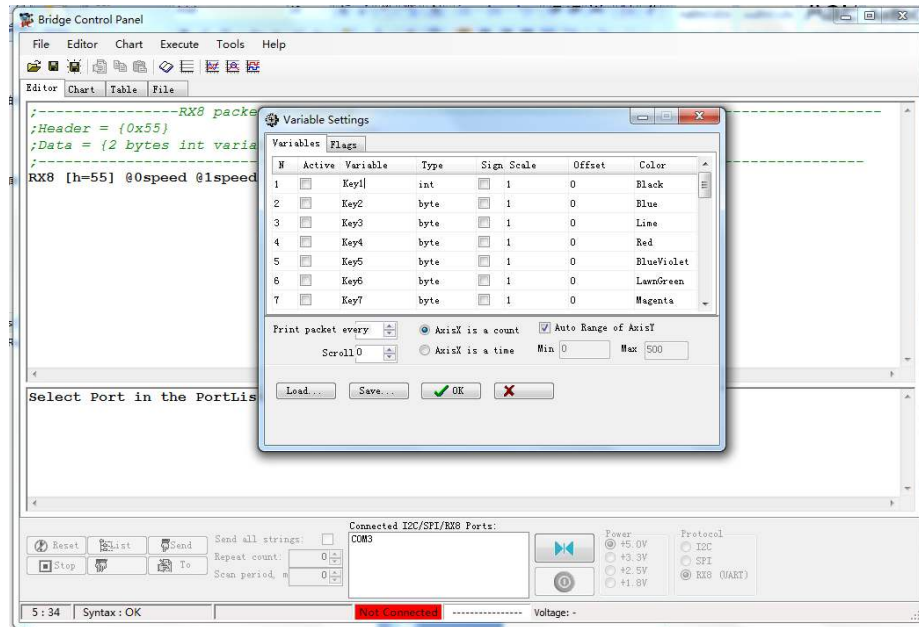 Bridge Control Panel
File Editor Chart Execute Tools Help
Editor Chart Table File
;------------------RX8 packe
;Header = {0x55}
;Data = {2 bytes int varia
RX8 [h=55] @0speed @1speed
Variable Settings
Variables Flags
N Active Variable Type Sign Scale Offset Color
1 Key1 int 1 0 Black
2 Key2 byte 1 0 Blue
3 Key3 byte 1 0 Lime
4 Key4 byte 1 0 Red
5 Key5 byte 1 0 BlueViolet
6 Key6 byte 1 0 LawnGreen
7 Key7 byte 1 0 Magenta
Print packet every
AxisX is a count
Auto Range of AxisY
Scroll 0
AxisX is a time
Min 0 Max 500
Load... Save... OK
Select Port in the PortLis
Connected I2C/SPI/RX8 Ports:
COM3
Reset List Send
Send all strings:
Stop To
Repeat count: 0
Scan period, m 0
Power
+5.0V
+3.3V
+2.5V
+1.8V
Protocol
I2C
SPI
RX8 (UART)
5 : 34 Syntax : OK Not Connected ---------------- Voltage: -